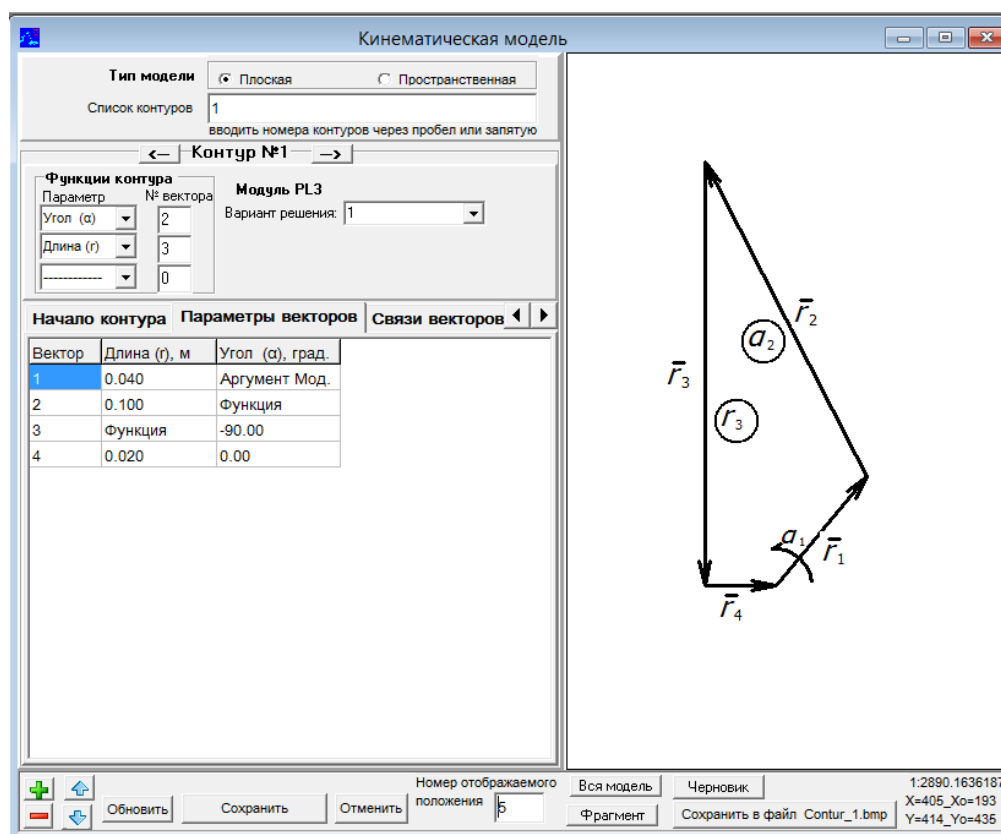 Кинематическая модель
Тип модели
Плоская
Пространственная
Список контуров
1
вводить номера контуров через пробел или запятую
<-- Контур №1 -->
Функции контура
Параметр № вектора
Угол (α) 2
Длина (r) 3
------------ 0
Модуль PL3
Вариант решения: 1
Начало контура Параметры векторов Связи векторов
Вектор Длина (r), м Угол (α), град.
1 0.040 Аргумент Мод.
2 0.100 Функция
3 Функция -90.00
4 0.020 0.00
r̅2
a2
r̅3
r3
a1
r̅1
r̅4
Обновить
Сохранить
Отменить
Номер отображаемого положения
5
Вся модель
Черновик
Фрагмент
Сохранить в файл Contur_1.bmp
1:2890.1636187
X=405_Xo=193
Y=414_Yo=435